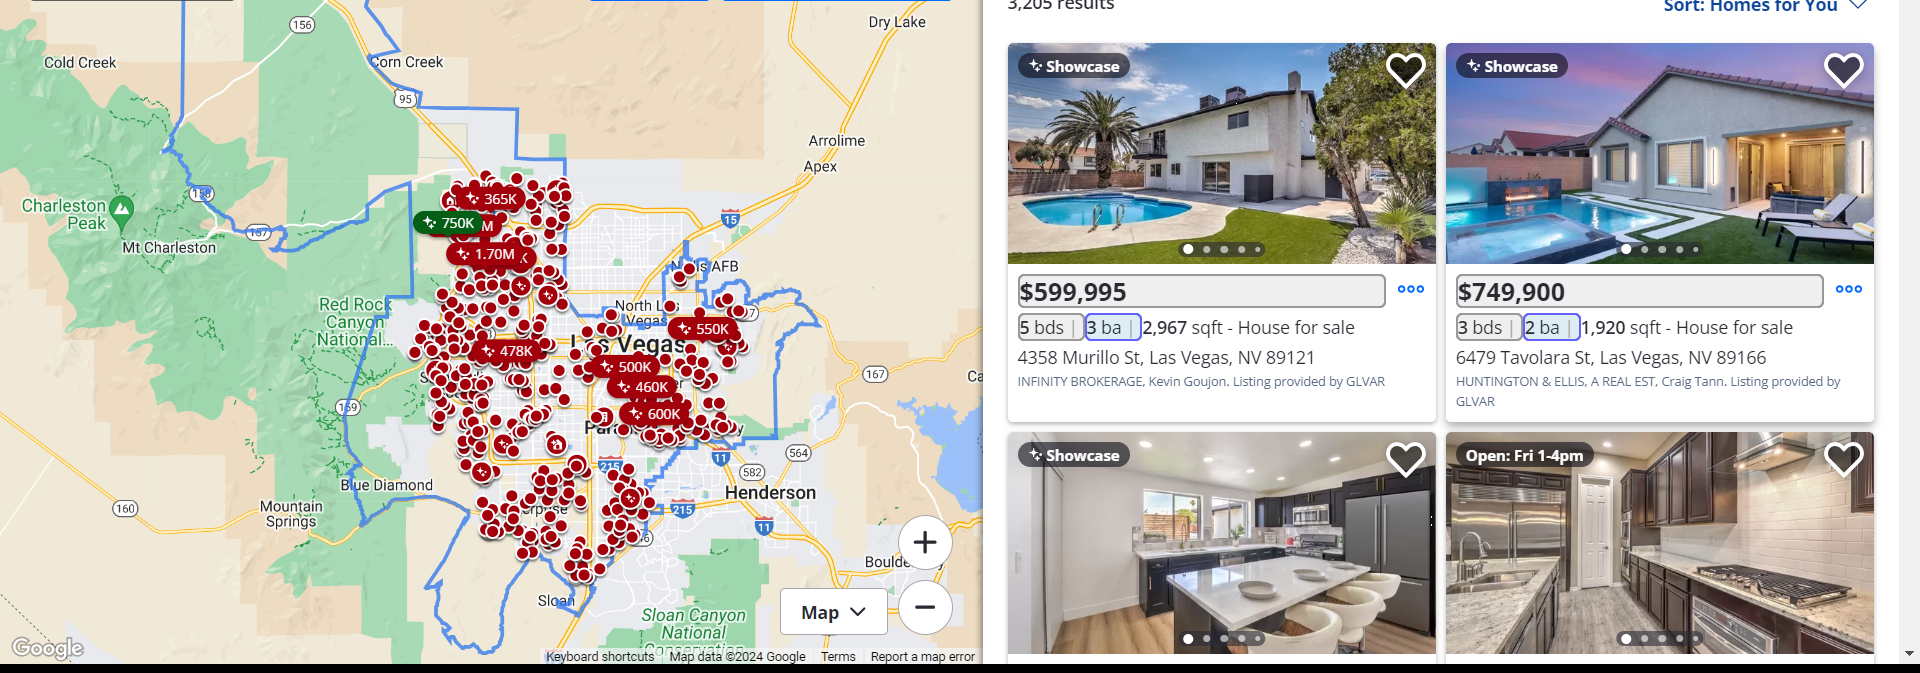 156
Dry Lake
Cold Creek
Corn Creek
95
Arrolime
Apex
158
Charleston
Peak
Mt Charleston
157
15
365K
750K
M
1.70M
K
Nellis AFB
Red Rock
Canyon
National...
North Las
Vegas
550K
Las Vegas
478K
500K
460K
600K
167
Ca
159
564
11
215
582
Henderson
Blue Diamond
Mountain
Springs
160
215
11
Sloan
Map
Sloan Canyon
National
Conservation
Google
Keyboard shortcuts
Map data ©2024 Google
Terms
Report a map error
3,205 results
Sort: Homes for You
Showcase
$599,995
5 bds | 3 ba | 2,967 sqft - House for sale
4358 Murillo St, Las Vegas, NV 89121
INFINITY BROKERAGE, Kevin Goujon. Listing provided by GLVAR
Showcase
$749,900
3 bds | 2 ba | 1,920 sqft - House for sale
6479 Tavolara St, Las Vegas, NV 89166
HUNTINGTON & ELLIS, A REAL EST, Craig Tann. Listing provided by
GLVAR
Showcase
Open: Fri 1-4pm